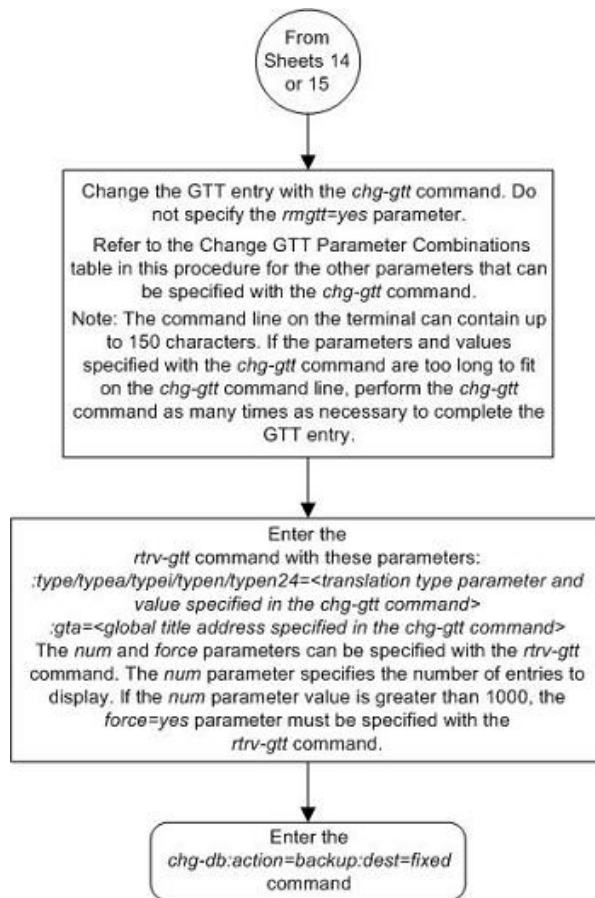 From
Sheets 14
or 15
Change the GTT entry with the chg-gtt command. Do
not specify the rmgtt=yes parameter.
Refer to the Change GTT Parameter Combinations
table in this procedure for the other parameters that can
be specified with the chg-gtt command.
Note: The command line on the terminal can contain up
to 150 characters. If the parameters and values
specified with the chg-gtt command are too long to fit
on the chg-gtt command line, perform the chg-gtt
command as many times as necessary to complete the
GTT entry.
Enter the
rtrv-gtt command with these parameters:
:type/typea/typei/typen/typen24=<translation type parameter and
value specified in the chg-gtt command>
:gta=<global title address specified in the chg-gtt command>
The num and force parameters can be specified with the rtrv-gtt
command. The num parameter specifies the number of entries to
display. If the num parameter value is greater than 1000, the
force=yes parameter must be specified with the
rtrv-gtt command.
Enter the
chg-db:action=backup:dest=fixed
command